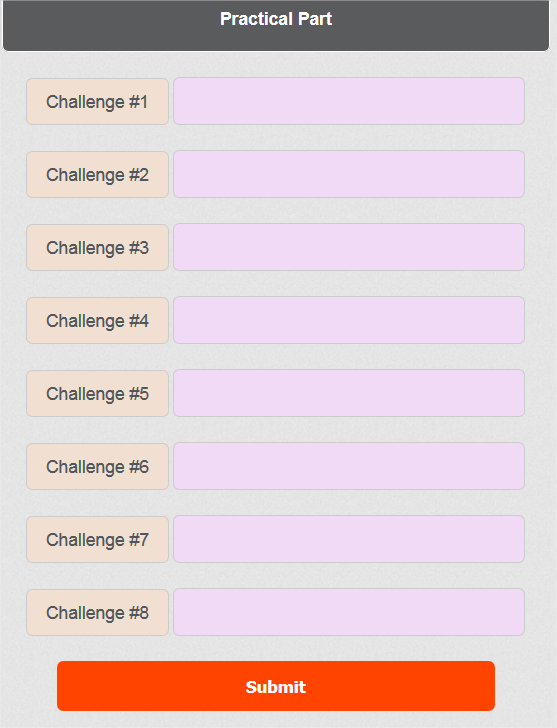 Practical Part
Challenge #1
Challenge #2
Challenge #3
Challenge #4
Challenge #5
Challenge #6
Challenge #7
Challenge #8
Submit